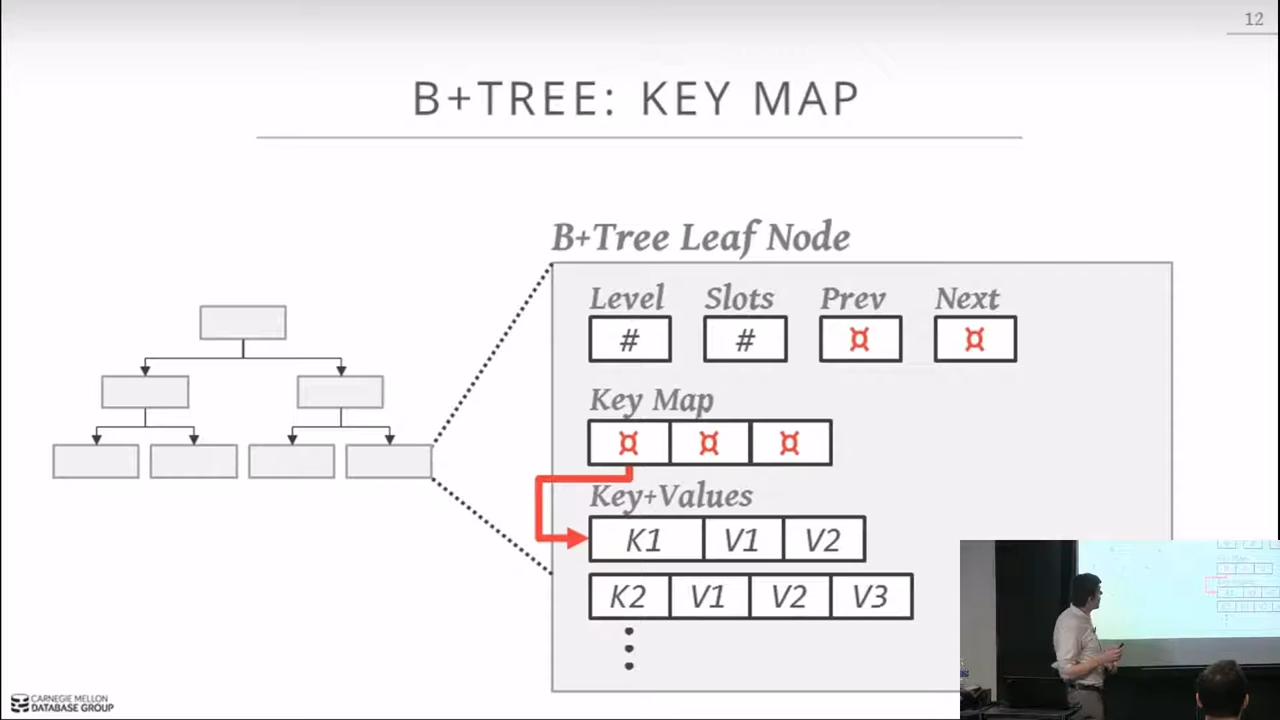 12
B+TREE: KEY MAP
B+Tree Leaf Node
Level Slots Prev Next
# # ¤ ¤
Key Map
¤ ¤ ¤
Key+Values
K1 V1 V2
K2 V1 V2 V3
CARNEGIE MELLON
DATABASE GROUP